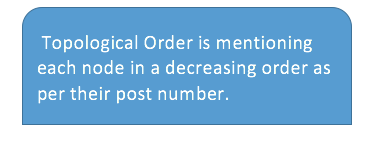 Topological Order is mentioning
each node in a decreasing order as
per their post number.